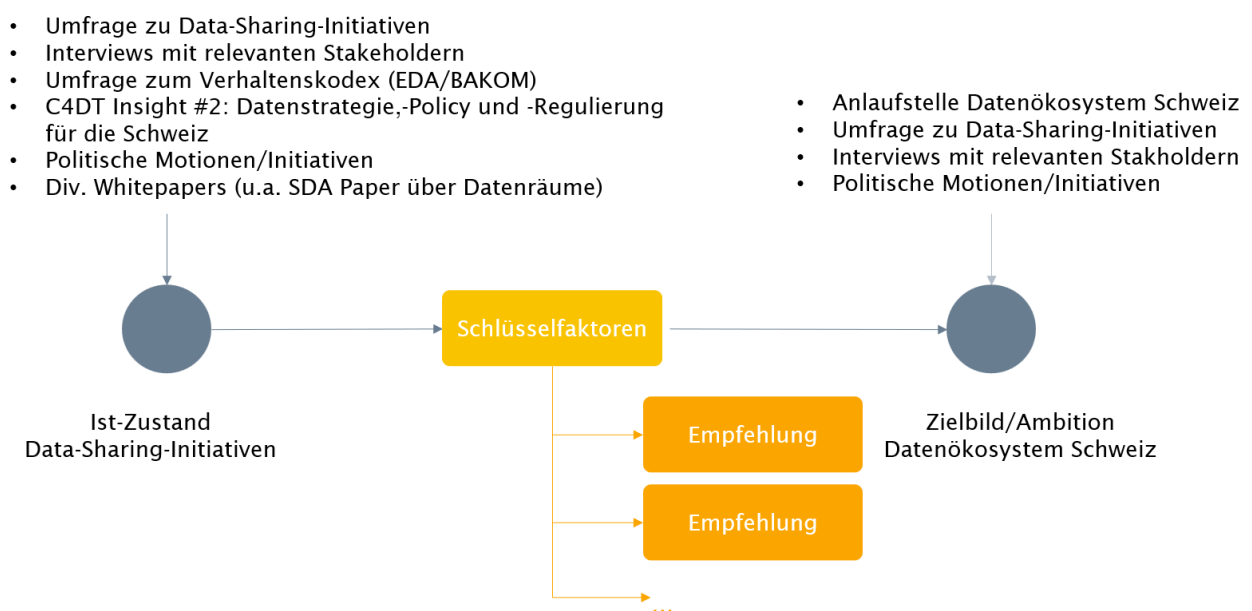 • Umfrage zu Data-Sharing-Initiativen
• Interviews mit relevanten Stakeholdern
• Umfrage zum Verhaltenskodex (EDA/BAKOM)
• C4DT Insight #2: Datenstrategie,-Policy und -Regulierung
für die Schweiz
• Politische Motionen/Initiativen
• Div. Whitepapers (u.a. SDA Paper über Datenräume)
• Anlaufstelle Datenökosystem Schweiz
• Umfrage zu Data-Sharing-Initiativen
• Interviews mit relevanten Stakholdern
• Politische Motionen/Initiativen
Schlüsselfaktoren
Ist-Zustand
Data-Sharing-Initiativen
Empfehlung
Empfehlung
...
Zielbild/Ambition
Datenökosystem Schweiz